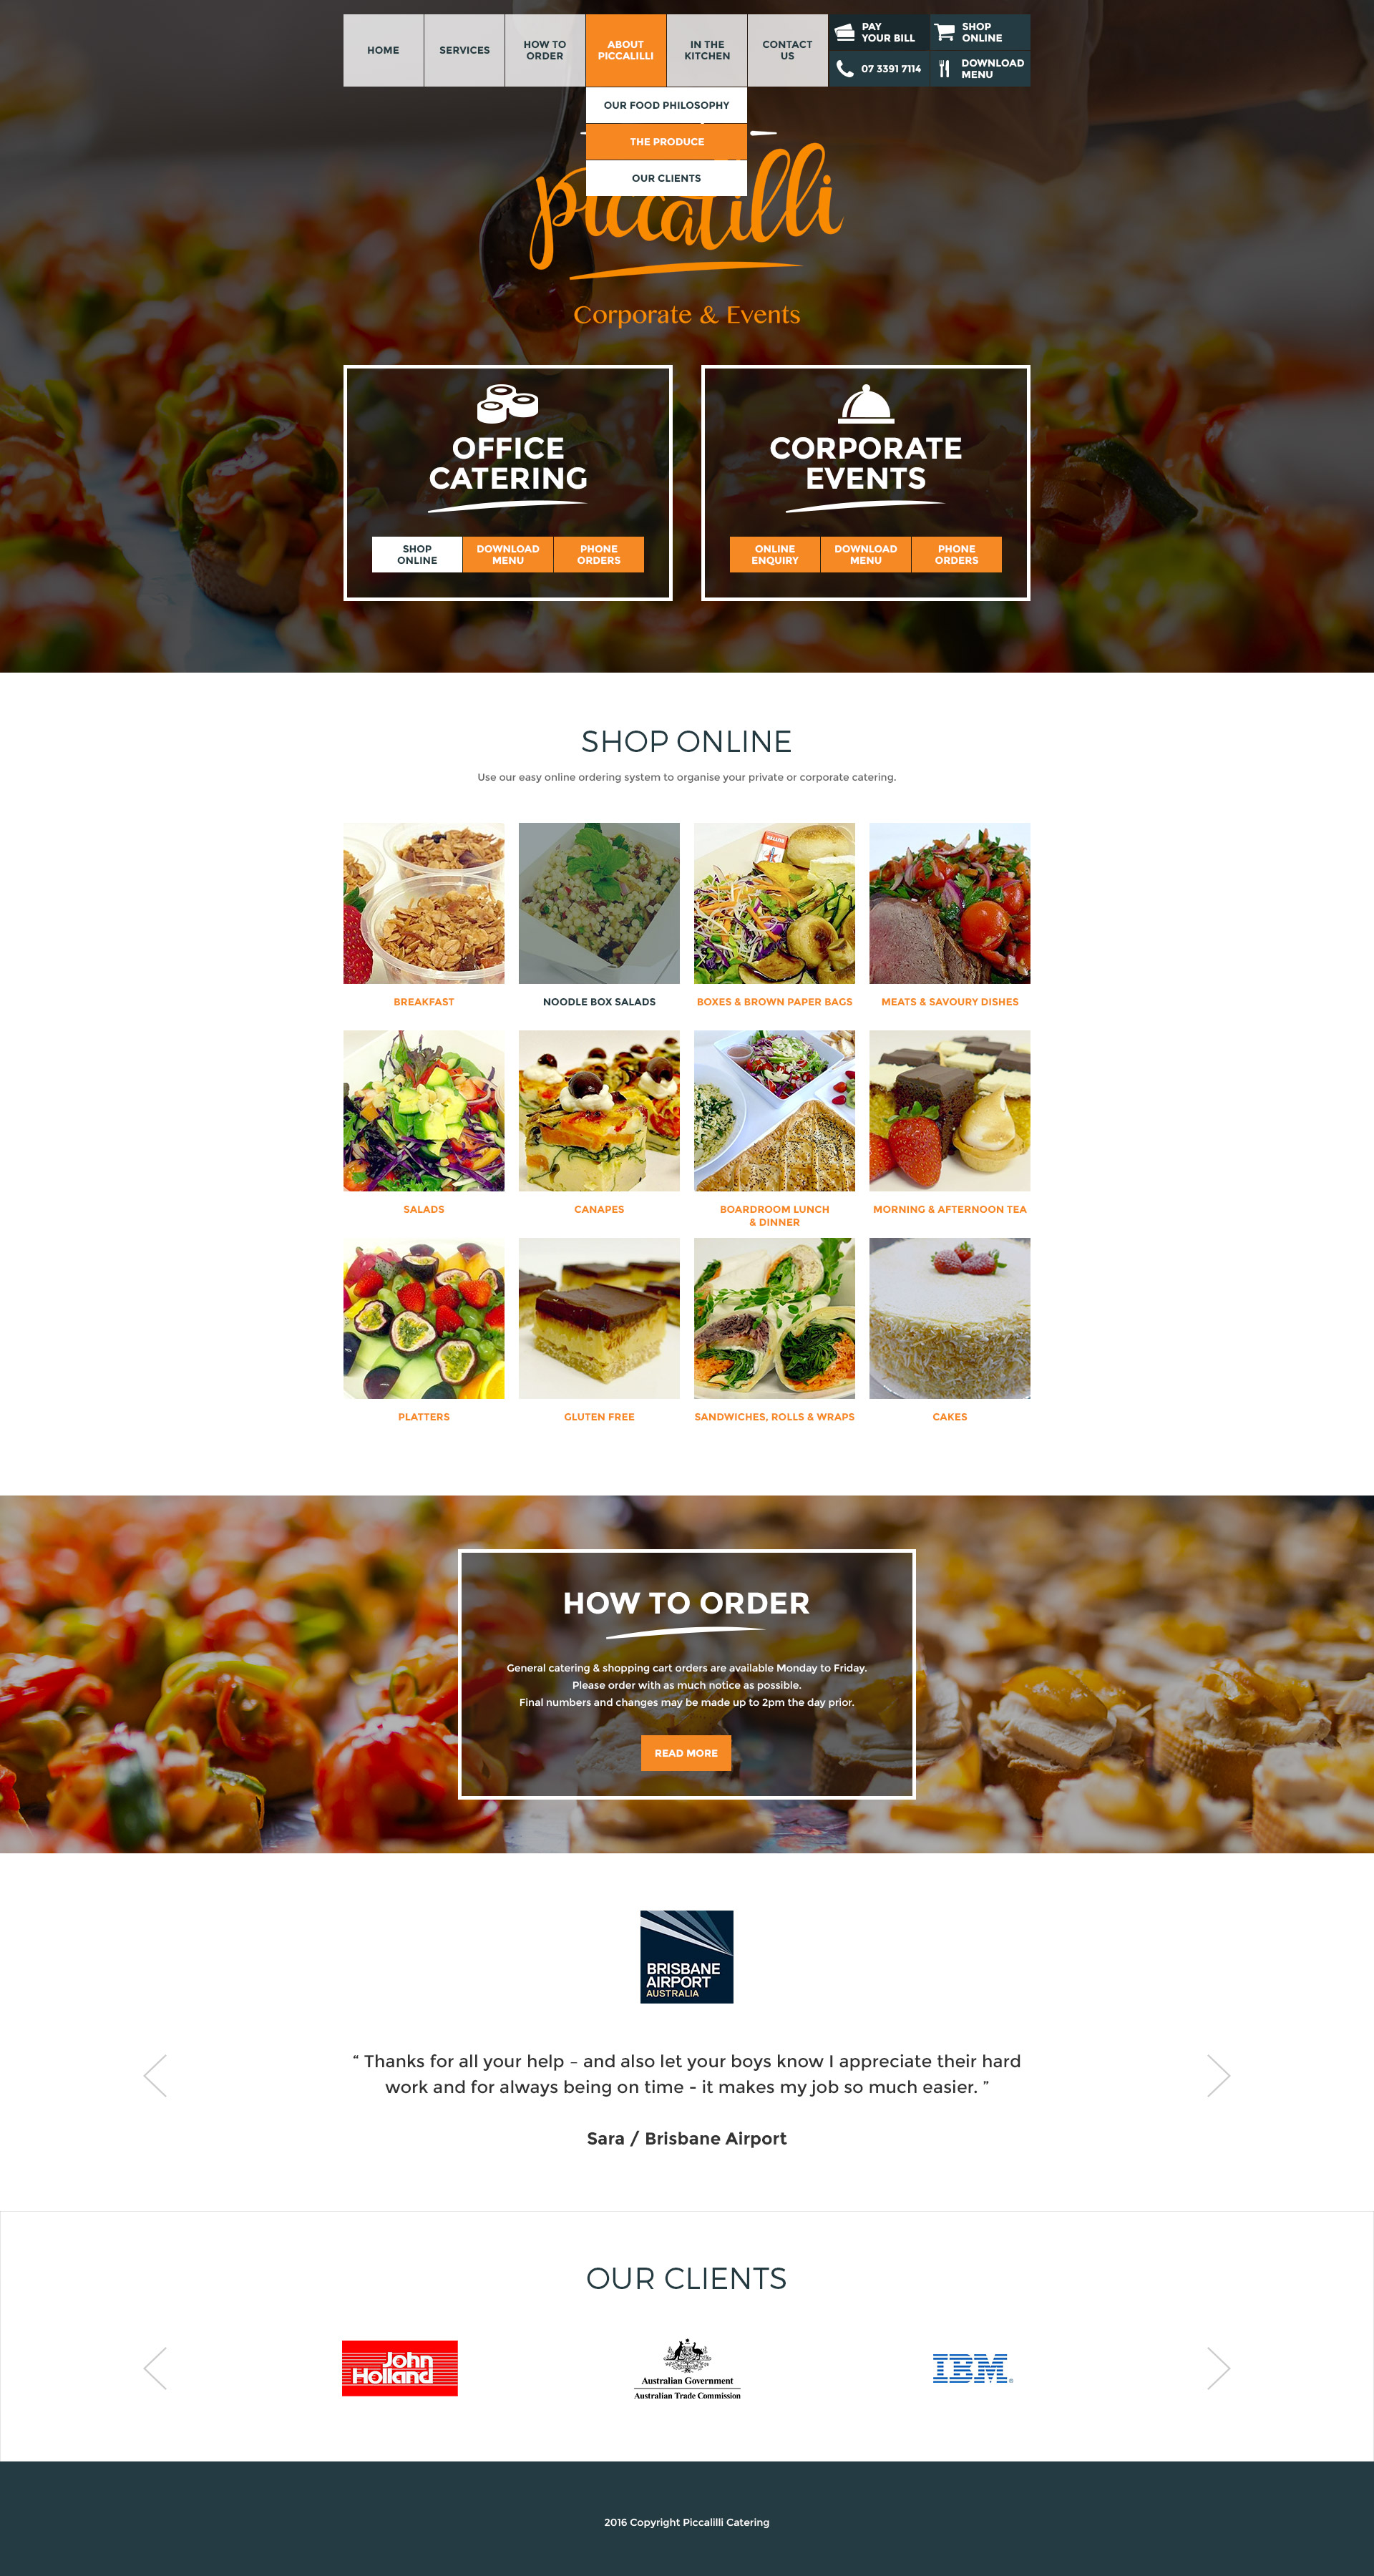 HOME
SERVICES
HOW TO
ORDER
ABOUT
PICCALILLI
IN THE
KITCHEN
CONTACT
US
PAY
YOUR BILL
SHOP
ONLINE
07 3391 7114
DOWNLOAD
MENU
OUR FOOD PHILOSOPHY
THE PRODUCE
OUR CLIENTS
piccalilli
Corporate & Events
OFFICE
CATERING
SHOP
ONLINE
DOWNLOAD
MENU
PHONE
ORDERS
CORPORATE
EVENTS
ONLINE
ENQUIRY
DOWNLOAD
MENU
PHONE
ORDERS
SHOP ONLINE
Use our easy online ordering system to organise your private or corporate catering.
BREAKFAST
NOODLE BOX SALADS
BOXES & BROWN PAPER BAGS
MEATS & SAVOURY DISHES
SALADS
CANAPES
BOARDROOM LUNCH
& DINNER
MORNING & AFTERNOON TEA
PLATTERS
GLUTEN FREE
SANDWICHES, ROLLS & WRAPS
CAKES
HOW TO ORDER
General catering & shopping cart orders are available Monday to Friday.
Please order with as much notice as possible.
Final numbers and changes may be made up to 2pm the day prior.
READ MORE
BRISBANE
AIRPORT
AUSTRALIA
“ Thanks for all your help – and also let your boys know I appreciate their hard
work and for always being on time - it makes my job so much easier. ”
Sara / Brisbane Airport
OUR CLIENTS
John
Holland
Australian Government
Australian Trade Commission
IBM®
2016 Copyright Piccalilli Catering